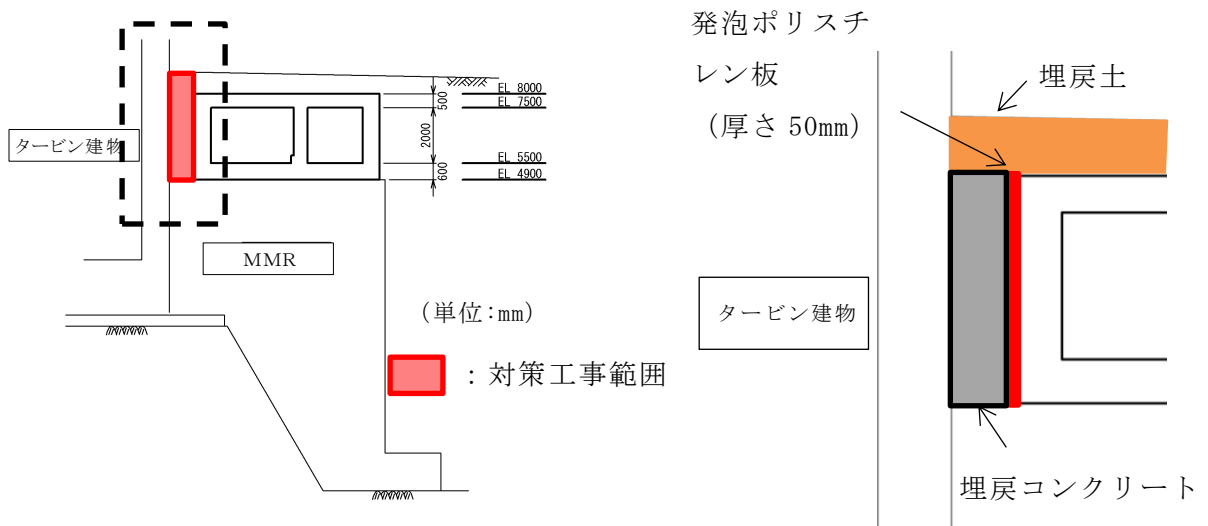 タービン建物
EL 8000
500
EL 7500
2000
EL 5500
600
EL 4900
MMR
(単位:mm)
：対策工事範囲
発泡ポリスチ
レン板
(厚さ 50mm)
埋戻土
タービン建物
埋戻コンクリート